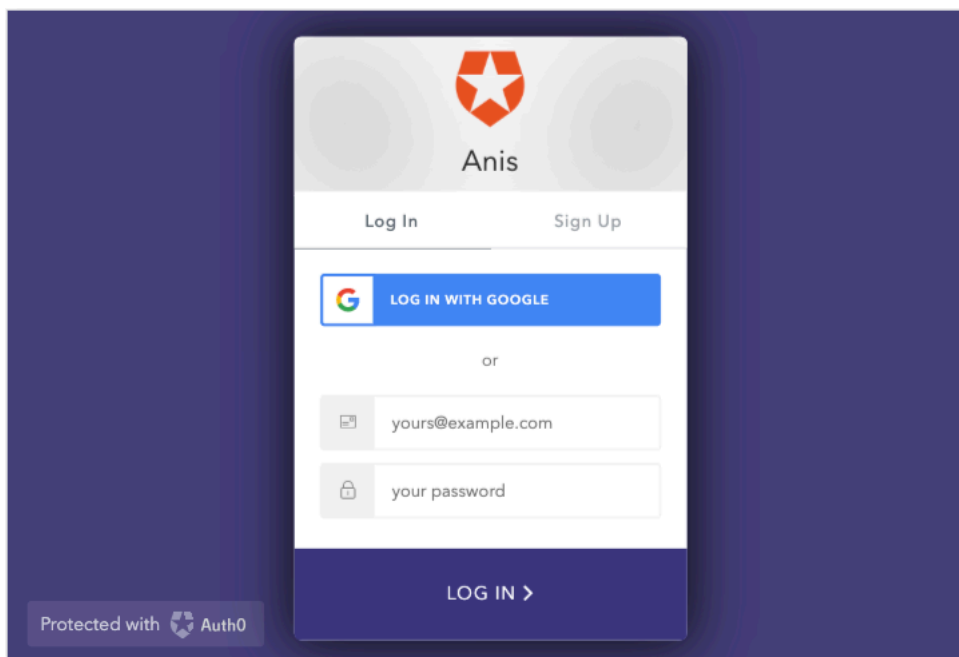 Anis
Log In Sign Up
LOG IN WITH GOOGLE
or
yours@example.com
your password
LOG IN >
Protected with Auth0